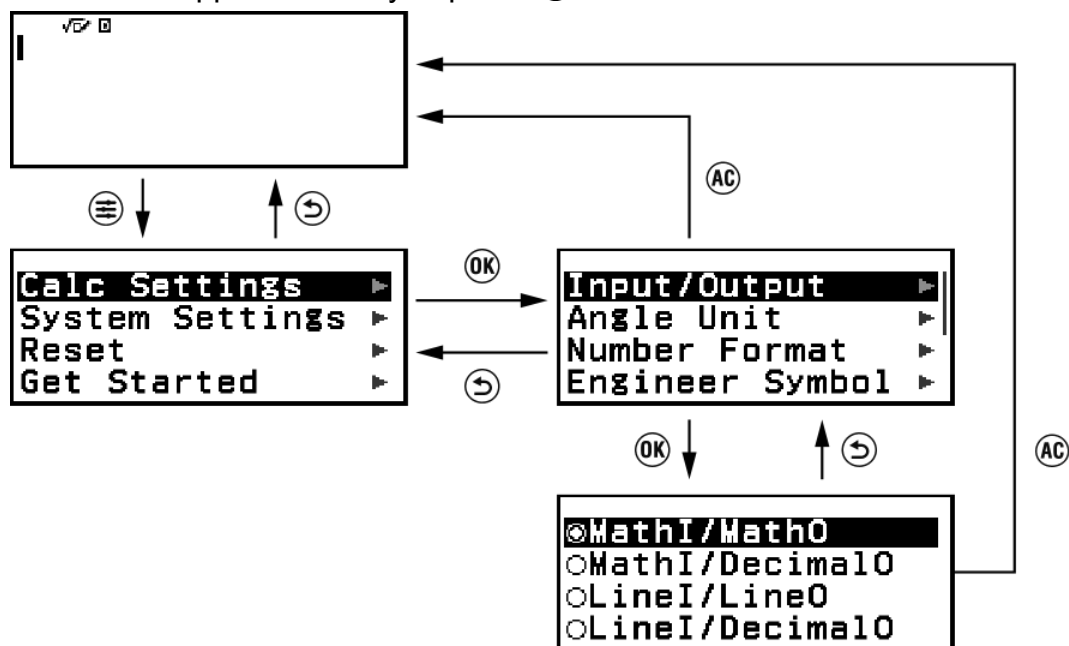 √ D
AC
OK
Calc Settings
System Settings
Reset
Get Started
Input/Output
Angle Unit
Number Format
Engineer Symbol
OK
AC
MathI/MathO
MathI/DecimalO
LineI/LineO
LineI/DecimalO